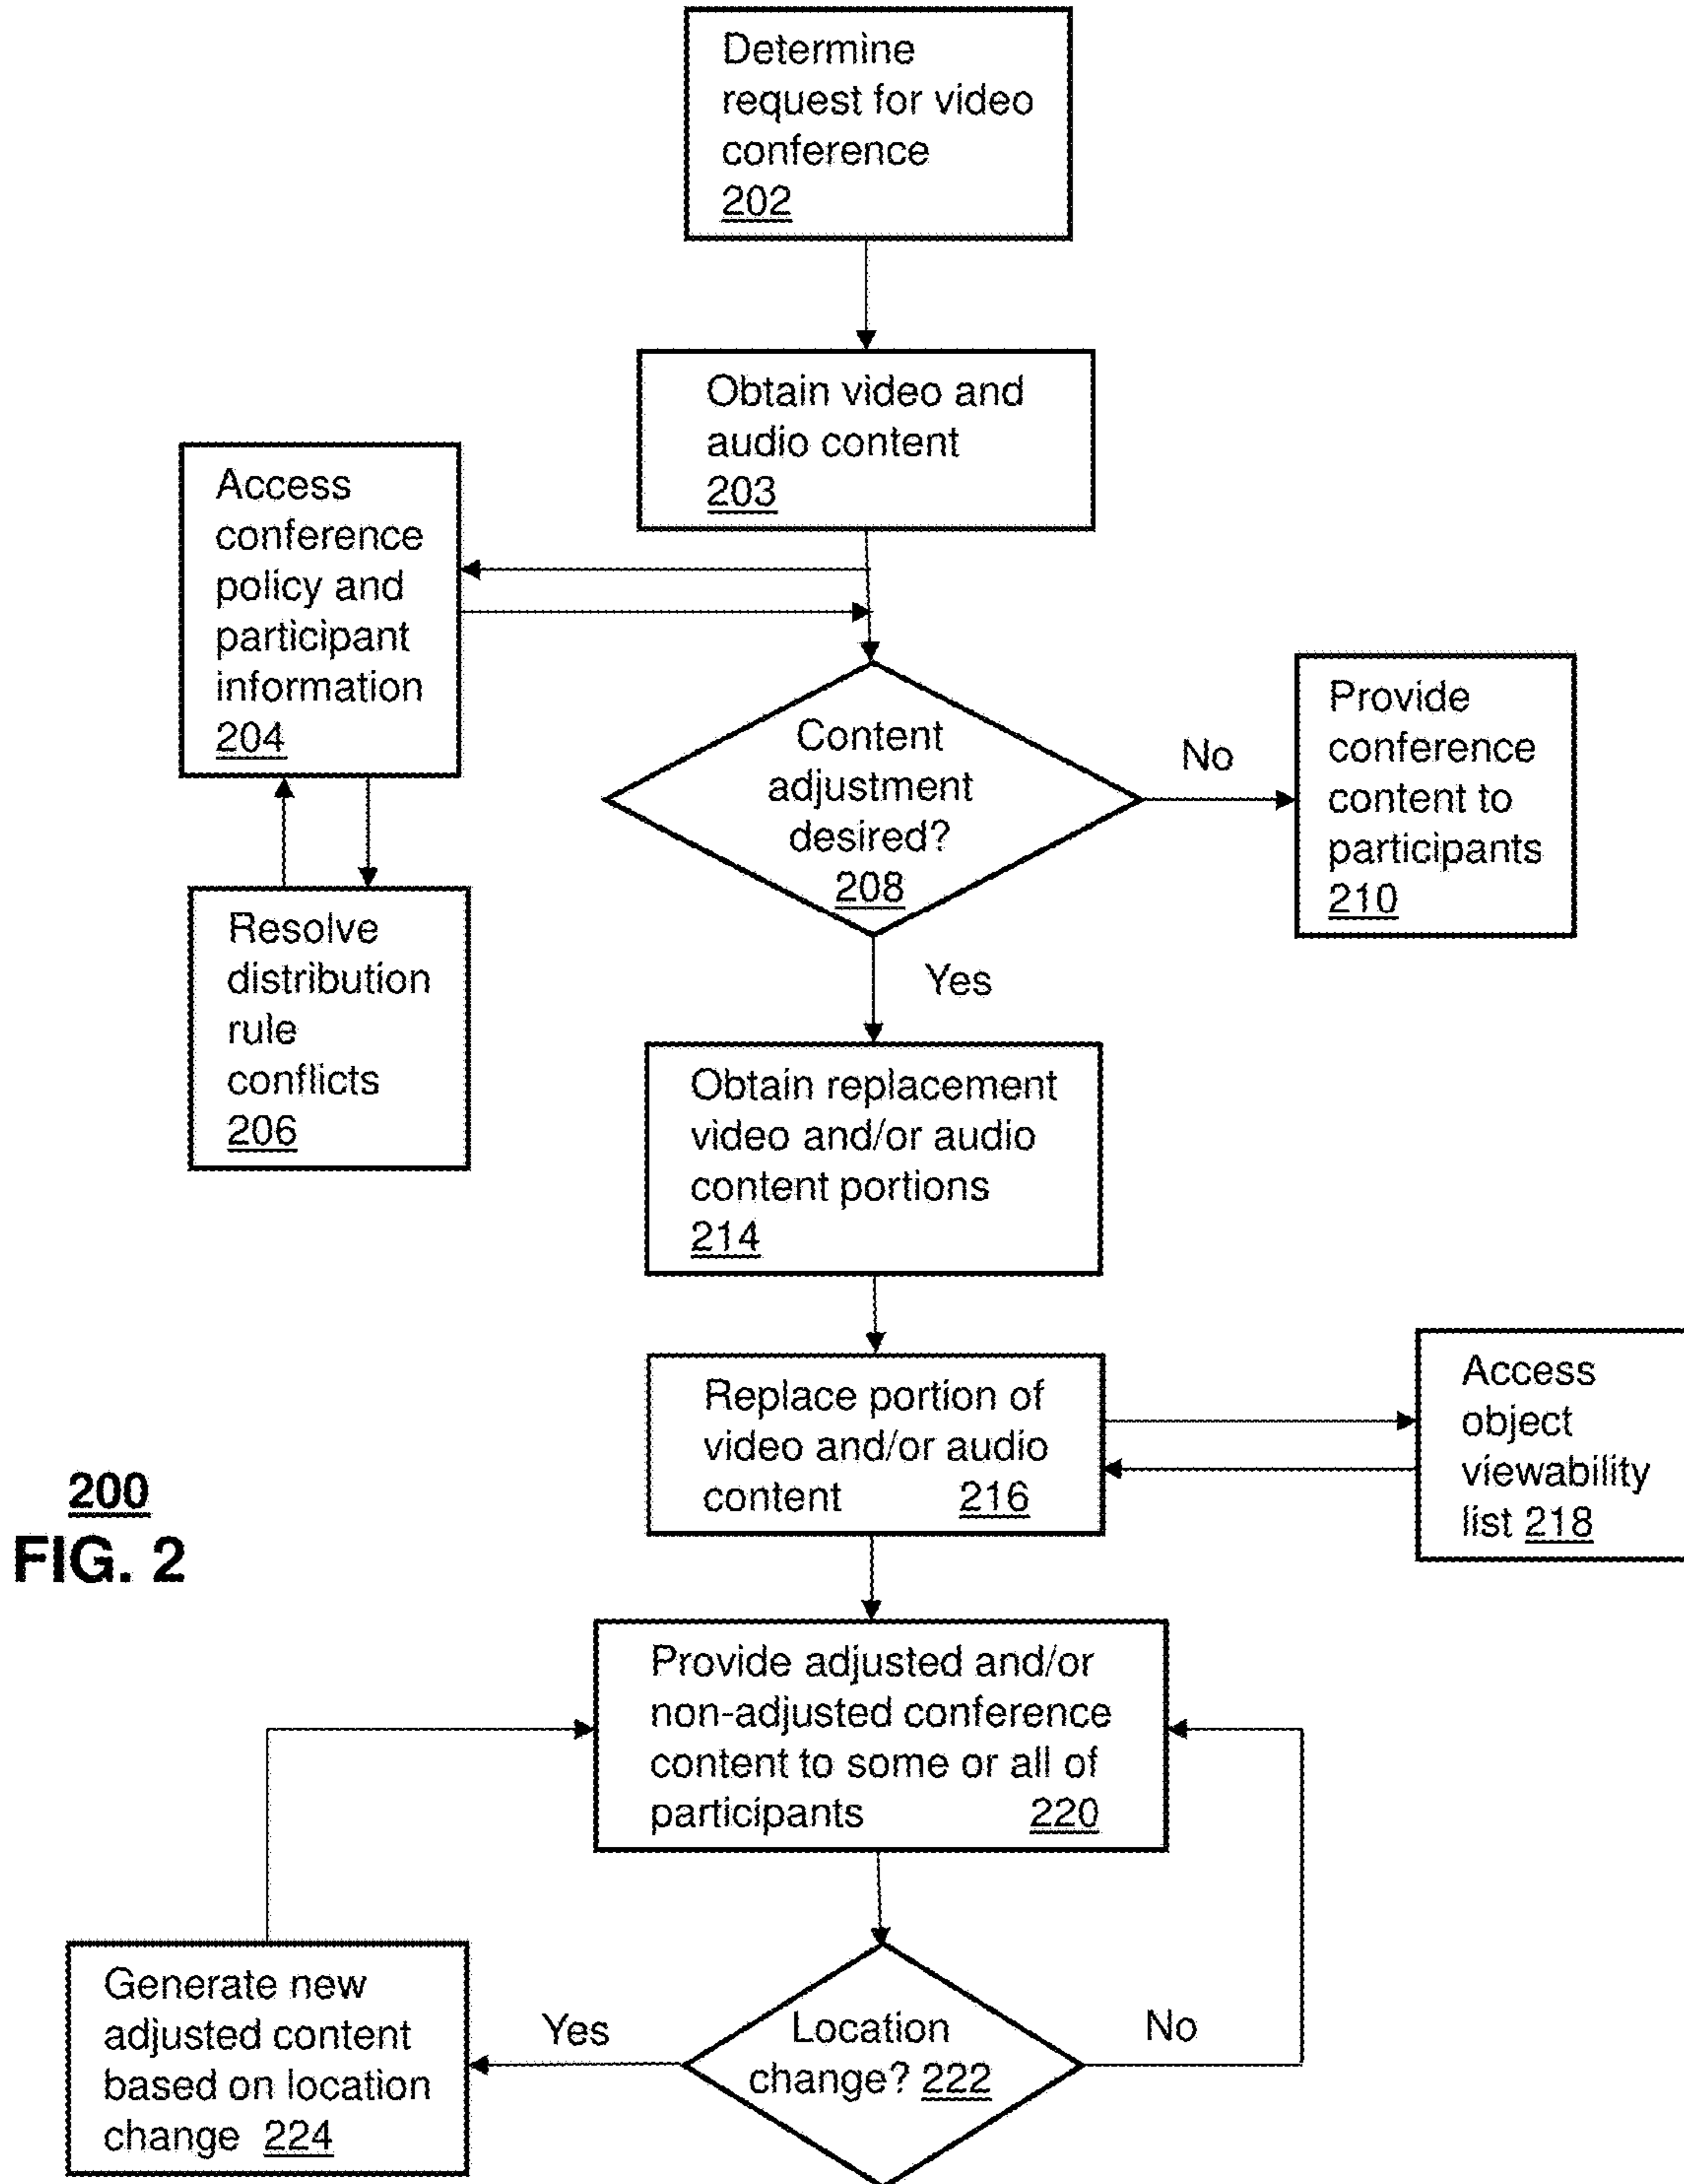 Determine
request for video
conference
202
Obtain video and
audio content
203
Access
conference
policy and
participant
information
204
Content
adjustment
desired?
208
No
Provide
conference
content to
participants
210
Resolve
distribution
rule
conflicts
206
Yes
Obtain replacement
video and/or audio
content portions
214
Replace portion of
video and/or audio
content 216
Access
object
viewability
list 218
200
FIG. 2
Provide adjusted and/or
non-adjusted conference
content to some or all of
participants 220
Generate new
adjusted content
based on location
change 224
Yes
Location
change? 222
No